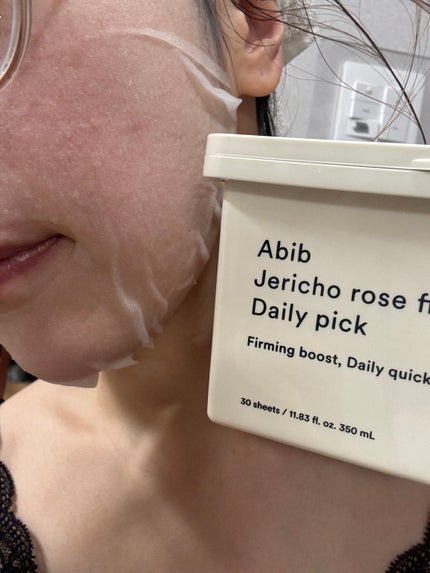 Abib
Jericho rose
Daily pick
Firming boost, Daily quick
30 sheets / 11.83 fl. oz. 350 mL